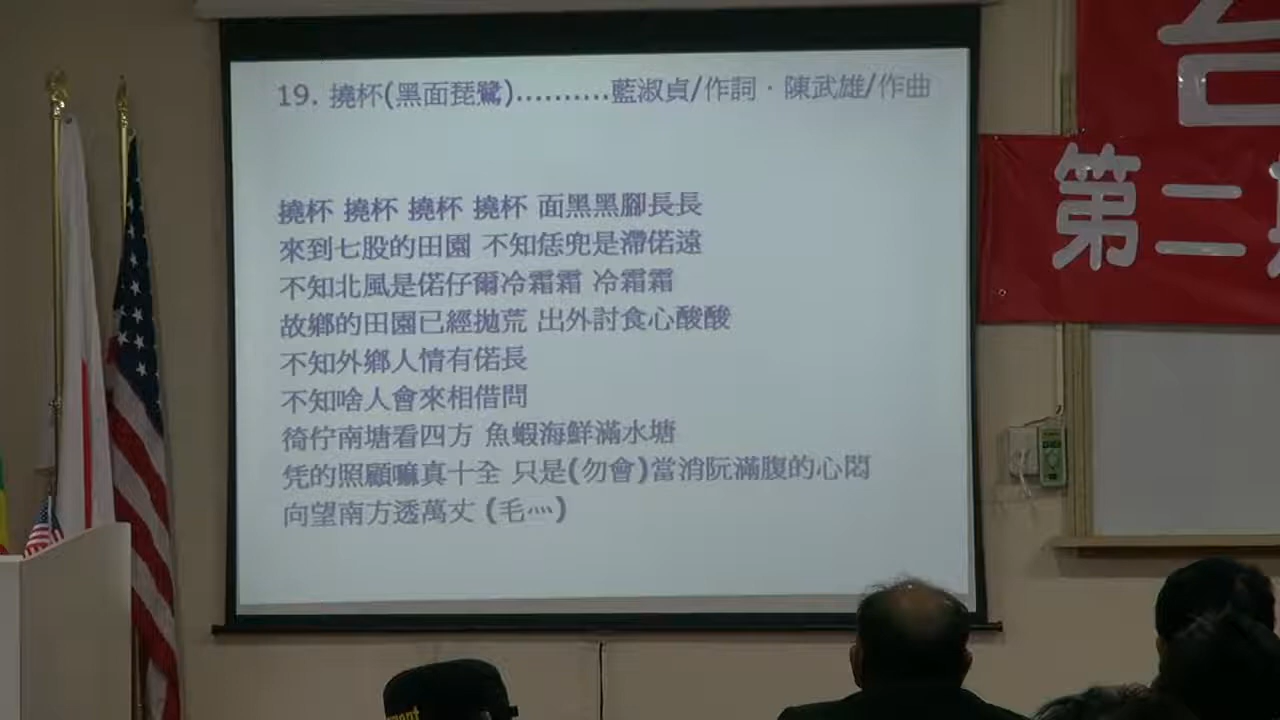 19. 撓杯(黑面琵鷺)..........藍淑貞/作詞．陳武雄/作曲
撓杯 撓杯 撓杯 撓杯 面黑黑腳長長
來到七股的田園 不知恁兜是滯偌遠
不知北風是偌仔爾冷霜霜 冷霜霜
故鄉的田園已經拋荒 出外討食心酸酸
不知外鄉人情有偌長
不知啥人會來相借問
徛佇南塘看四方 魚蝦海鮮滿水塘
凭的照顧嘛真十全 只是(勿會)當消阮滿腹的心悶
向望南方透萬丈 (毛灬)
台
第二